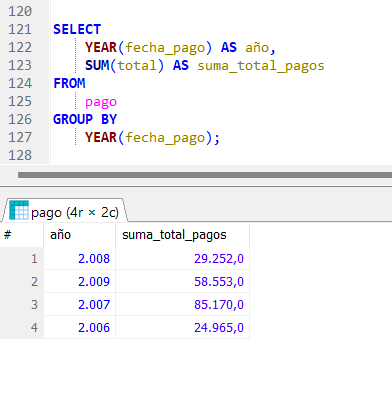 120
121 SELECT
122 YEAR(fecha_pago) AS año,
123 SUM(total) AS suma_total_pagos
124 FROM
125 pago
126 GROUP BY
127 YEAR(fecha_pago);
128
pago (4r × 2c)
# año suma_total_pagos
1 2.008 29.252,0
2 2.009 58.553,0
3 2.007 85.170,0
4 2.006 24.965,0